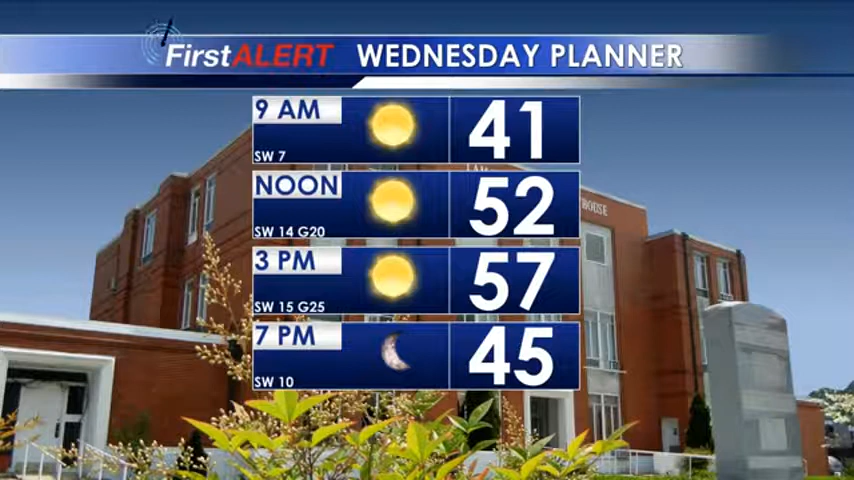 FirstALERT WEDNESDAY PLANNER
9 AM
41
SW 7
NOON
52
SW 14 G20
3 PM
57
SW 15 G25
7 PM
45
SW 10